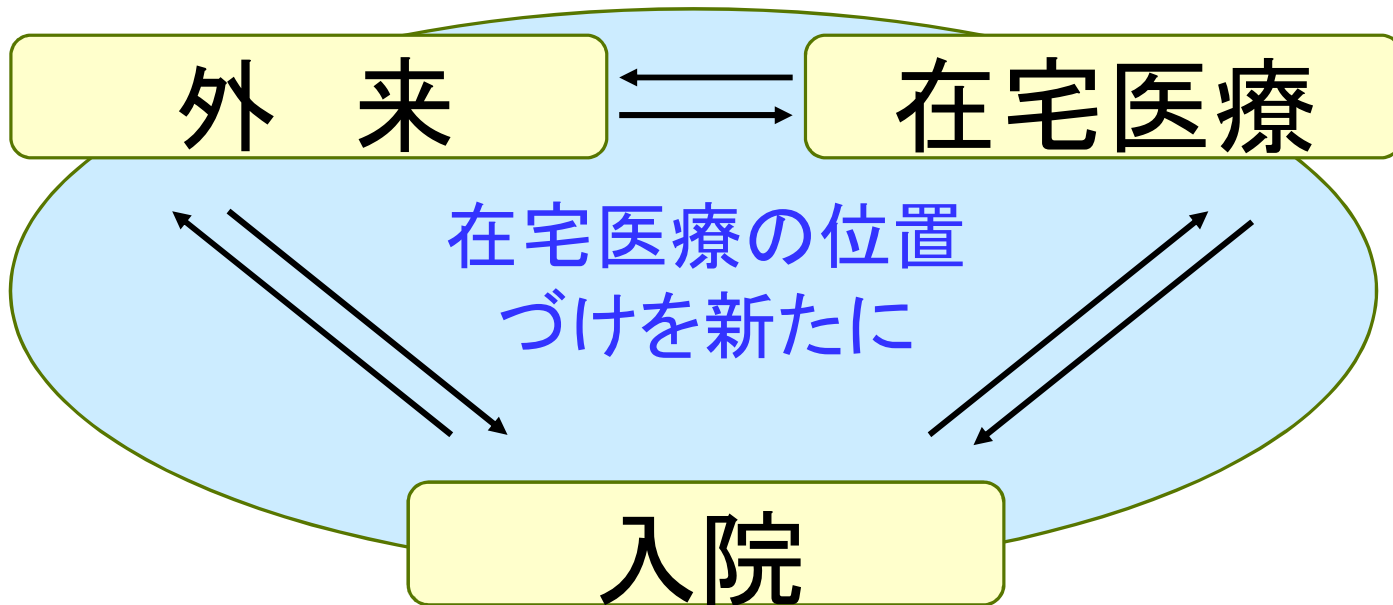 外　来
在宅医療
在宅医療の位置
づけを新たに
入院